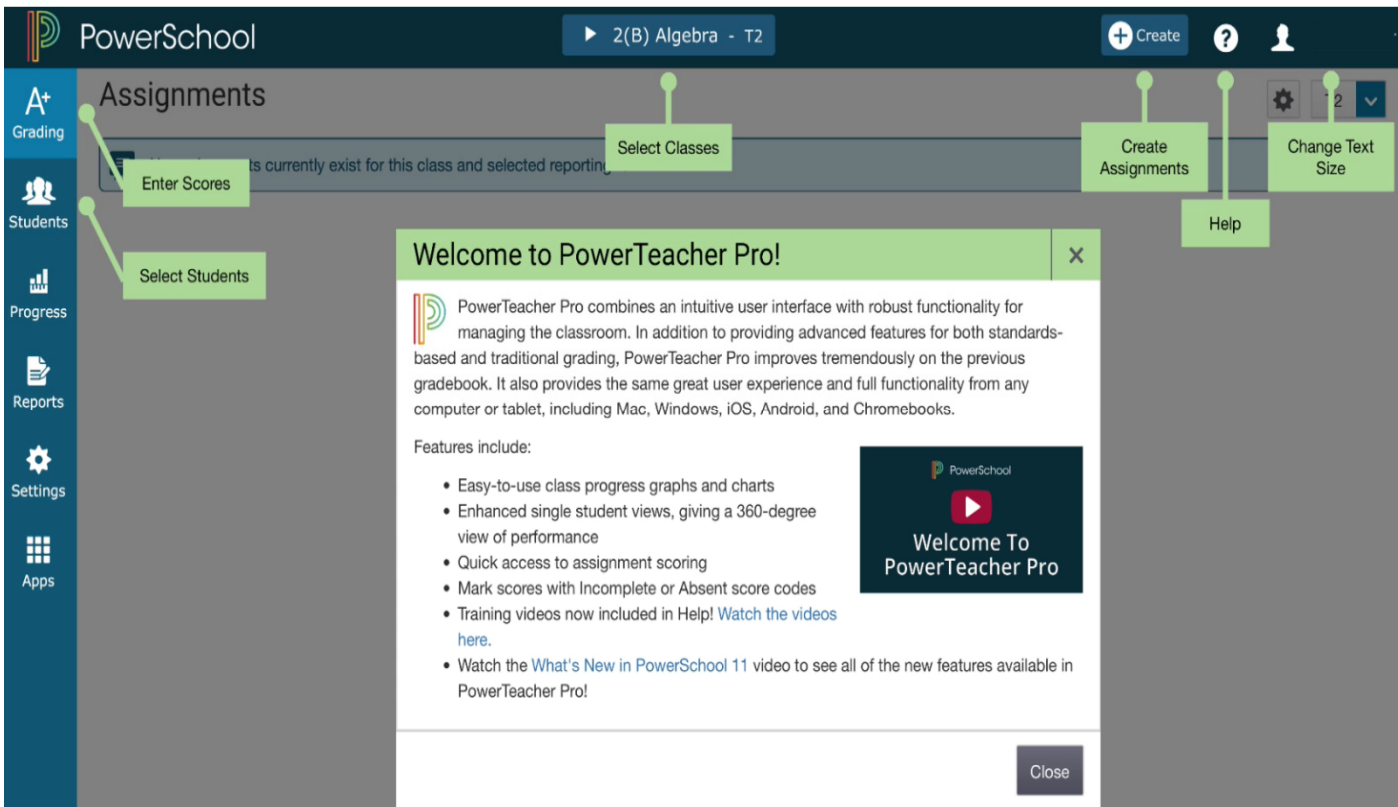 PowerSchool
2(B) Algebra - T2
Create
?
A+
Grading
Assignments
2
Select Classes
Create
Assignments
Change Text
Size
ts currently exist for this class and selected reporting
Enter Scores
Students
Help
Select Students
Progress
Reports
Settings
Apps
Welcome to PowerTeacher Pro!
PowerTeacher Pro combines an intuitive user interface with robust functionality for
managing the classroom. In addition to providing advanced features for both standards-
based and traditional grading, PowerTeacher Pro improves tremendously on the previous
gradebook. It also provides the same great user experience and full functionality from any
computer or tablet, including Mac, Windows, iOS, Android, and Chromebooks.
Features include:
• Easy-to-use class progress graphs and charts
• Enhanced single student views, giving a 360-degree
view of performance
• Quick access to assignment scoring
• Mark scores with Incomplete or Absent score codes
• Training videos now included in Help! Watch the videos
here.
• Watch the What's New in PowerSchool 11 video to see all of the new features available in
PowerTeacher Pro!
PowerSchool
Welcome To
PowerTeacher Pro
Close